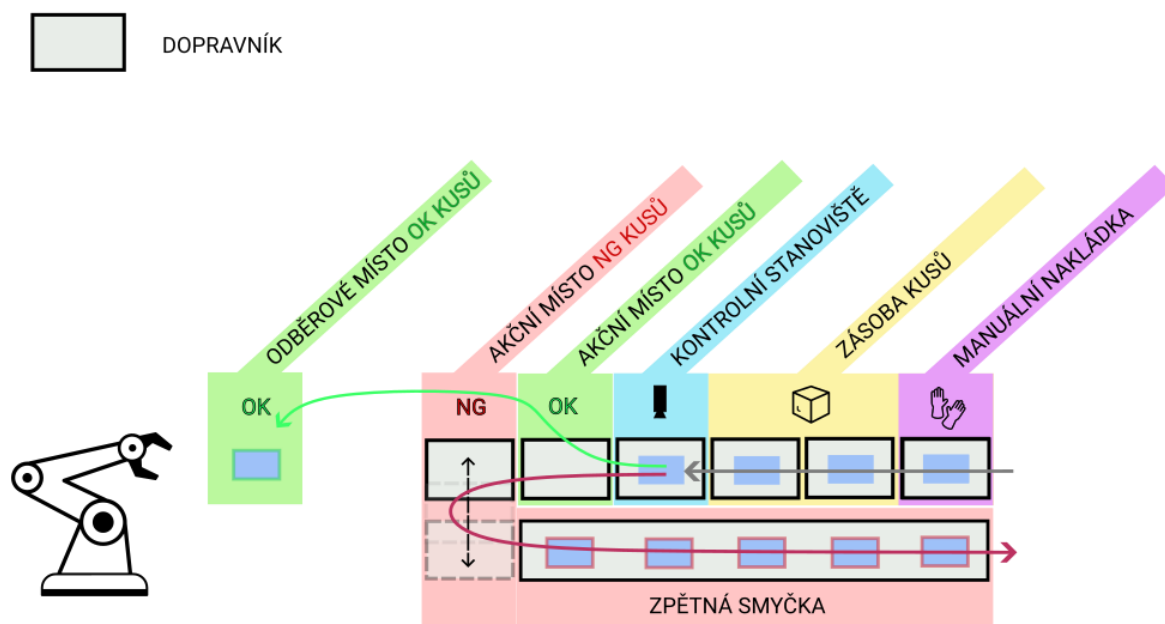 DOPRAVNÍK
ODBĚROVÉ MÍSTO OK KUSŮ
AKČNÍ MÍSTO NG KUSŮ
AKČNÍ MÍSTO OK KUSŮ
KONTROLNÍ STANOVIŠTĚ
ZÁSOBA KUSŮ
MANUÁLNÍ NAKLÁDKA
OK
NG
OK
ZPĚTNÁ SMYČKA